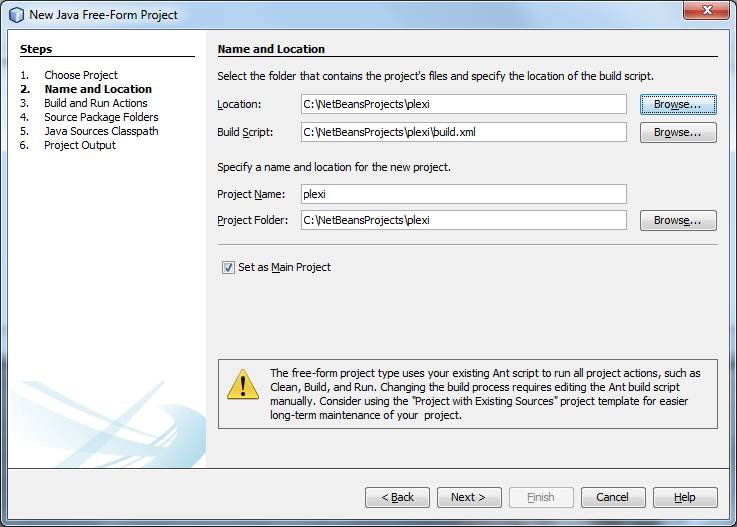 New Java Free-Form Project
Steps
1. Choose Project
2. Name and Location
3. Build and Run Actions
4. Source Package Folders
5. Java Sources Classpath
6. Project Output
Name and Location
Select the folder that contains the project's files and specify the location of the build script.
Location: C:\NetBeansProjects\plexi Browse...
Build Script: C:\NetBeansProjects\plexi\build.xml Browse...
Specify a name and location for the new project.
Project Name: plexi
Project Folder: C:\NetBeansProjects\plexi Browse...
Set as Main Project
The free-form project type uses your existing Ant script to run all project actions, such as
Clean, Build, and Run. Changing the build process requires editing the Ant build script
manually. Consider using the "Project with Existing Sources" project template for easier
long-term maintenance of your project.
< Back Next > Finish Cancel Help